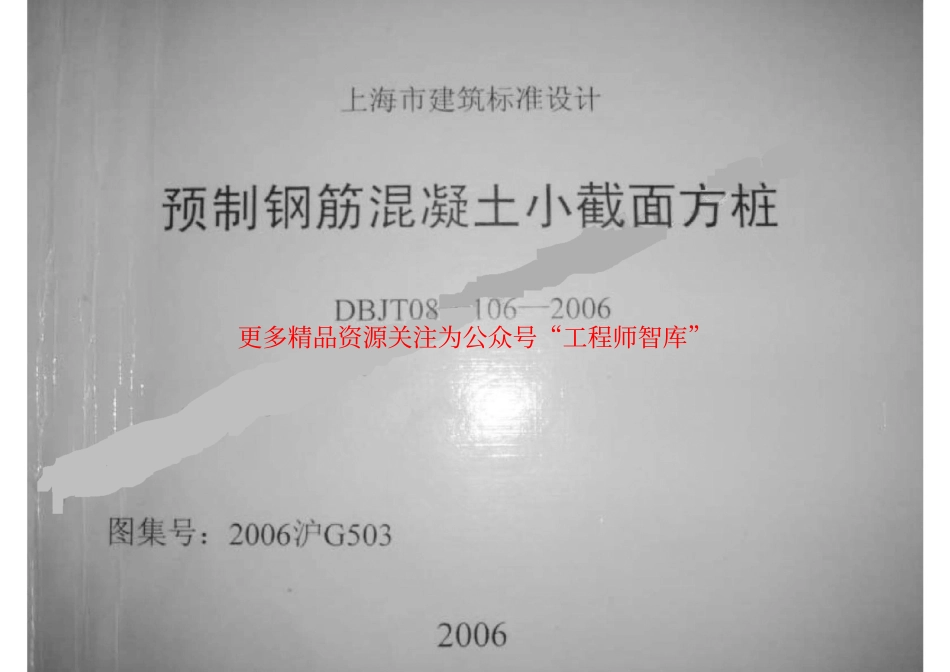 上海市建筑标准设计
预制钢筋混凝土小截面方桩
DBJT08—106—2006
更多精品资源关注为公众号“工程师智库”
图集号：2006沪G503
2006